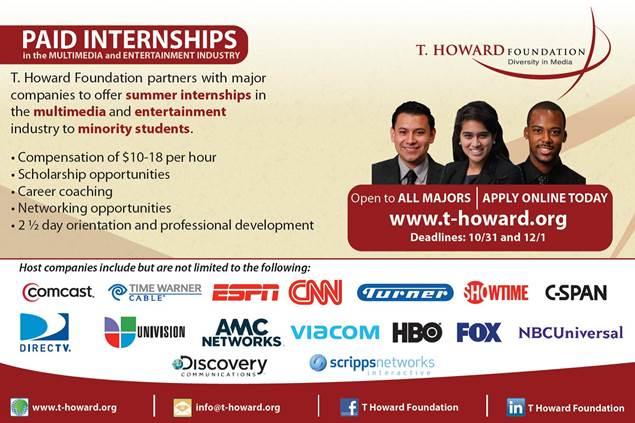 PAID INTERNSHIPS
in the MULTIMEDIA and ENTERTAINMENT INDUSTRY
T. HOWARD FOUNDATION
Diversity in Media
T. Howard Foundation partners with major
companies to offer summer internships in
the multimedia and entertainment
industry to minority students.
• Compensation of $10-18 per hour
• Scholarship opportunities
• Career coaching
• Networking opportunities
• 2 ½ day orientation and professional development
Open to ALL MAJORS | APPLY ONLINE TODAY
www.t-howard.org
Deadlines: 10/31 and 12/1
Host companies include but are not limited to the following:
comcast. TIME WARNER CABLE ESPN CNN Turner SHOWTIME C-SPAN
DIRECTV. UNIVISION AMC NETWORKS VIACOM HBO FOX NBCUniversal
Discovery COMMUNICATIONS scrippsnetworks interactive
www.t-howard.org | info@t-howard.org | f T Howard Foundation | in T Howard Foundation